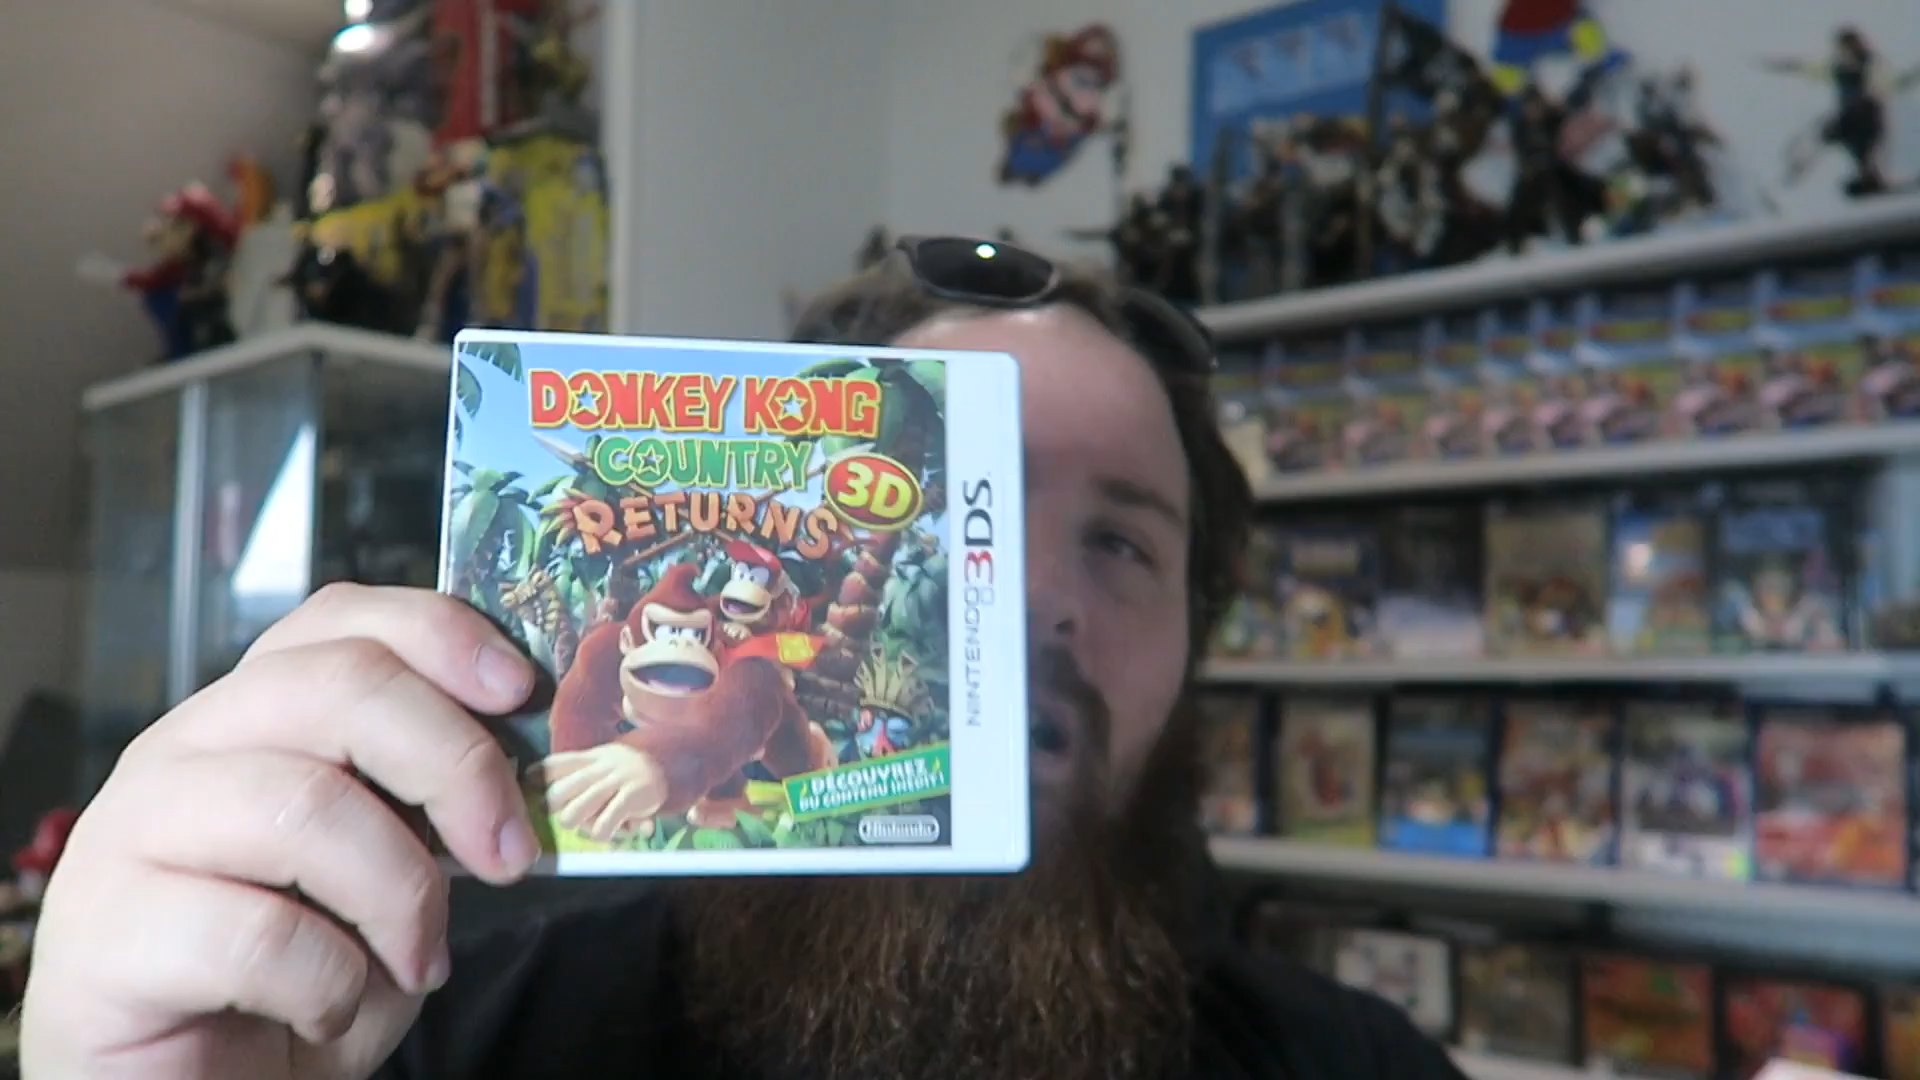 DONKEY KONG
COUNTRY
3D
RETURNS
NINTENDO 3DS
DÉCOUVREZ
DU CONTENU INÉDIT !
Nintendo